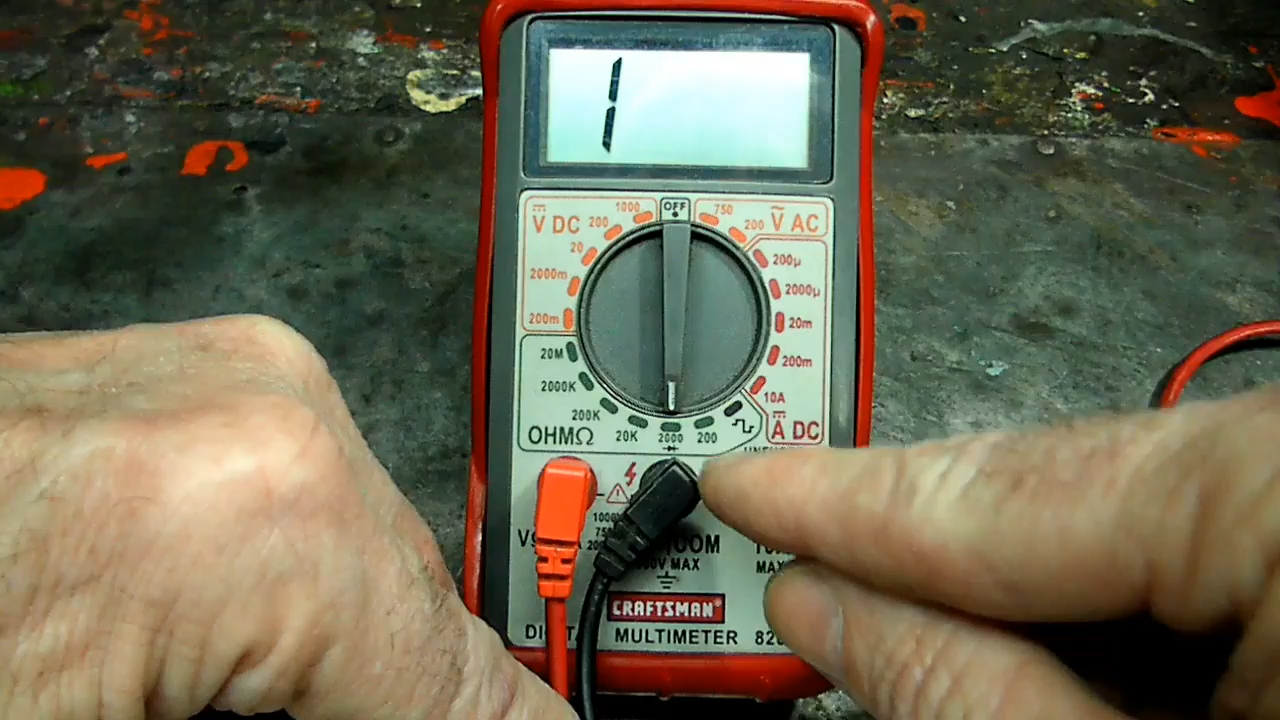 1
OFF
V DC
1000
200
20
2000m
200m
750
200
V AC
200µ
2000µ
20m
200m
10A
A DC
20M
2000K
200K
20K
2000
200
OHMΩ
MAX
V MAX
CRAFTSMAN®
MULTIMETER